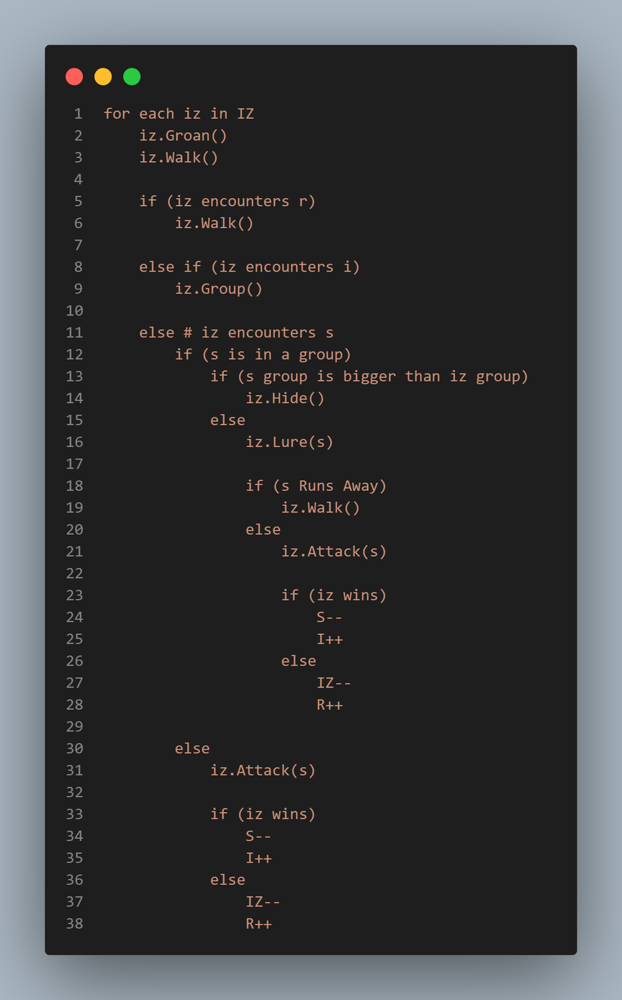 1 for each iz in IZ
2     iz.Groan()
3     iz.Walk()
4
5     if (iz encounters r)
6         iz.Walk()
7
8     else if (iz encounters i)
9         iz.Group()
10
11     else # iz encounters s
12         if (s is in a group)
13             if (s group is bigger than iz group)
14                 iz.Hide()
15             else
16                 iz.Lure(s)
17
18                 if (s Runs Away)
19                     iz.Walk()
20                 else
21                     iz.Attack(s)
22
23                     if (iz wins)
24                         S--
25                         I++
26                     else
27                         IZ--
28                         R++
29
30         else
31             iz.Attack(s)
32
33             if (iz wins)
34                 S--
35                 I++
36             else
37                 IZ--
38                 R++